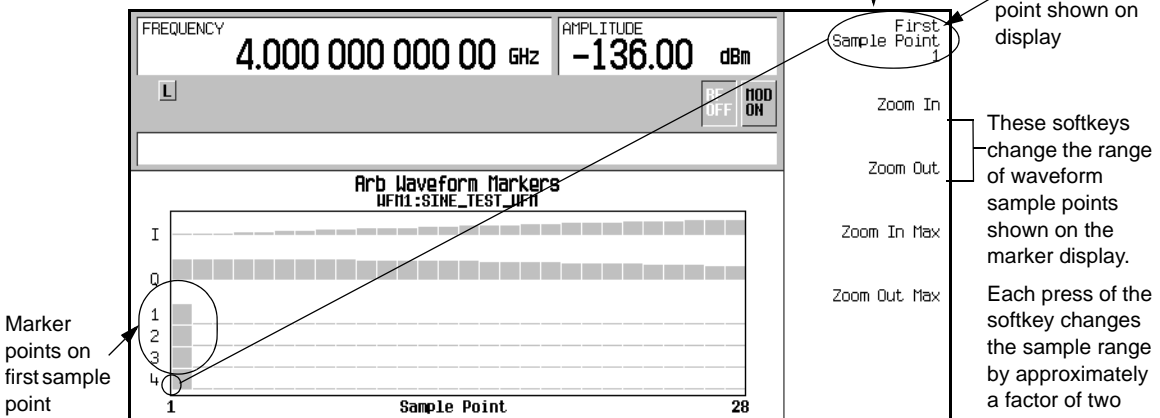 point shown on
display
FREQUENCY
4.000 000 000 00 GHz
AMPLITUDE
-136.00 dBm
First
Sample Point
1
L
RF
OFF
MOD
ON
Zoom In
Zoom Out
Zoom In Max
Zoom Out Max
These softkeys
change the range
of waveform
sample points
shown on the
marker display.
Each press of the
softkey changes
the sample range
by approximately
a factor of two
Arb Waveform Markers
WFM1:SINE_TEST_WFM
I
Q
1
2
3
4
1 Sample Point 28
Marker
points on
first sample
point